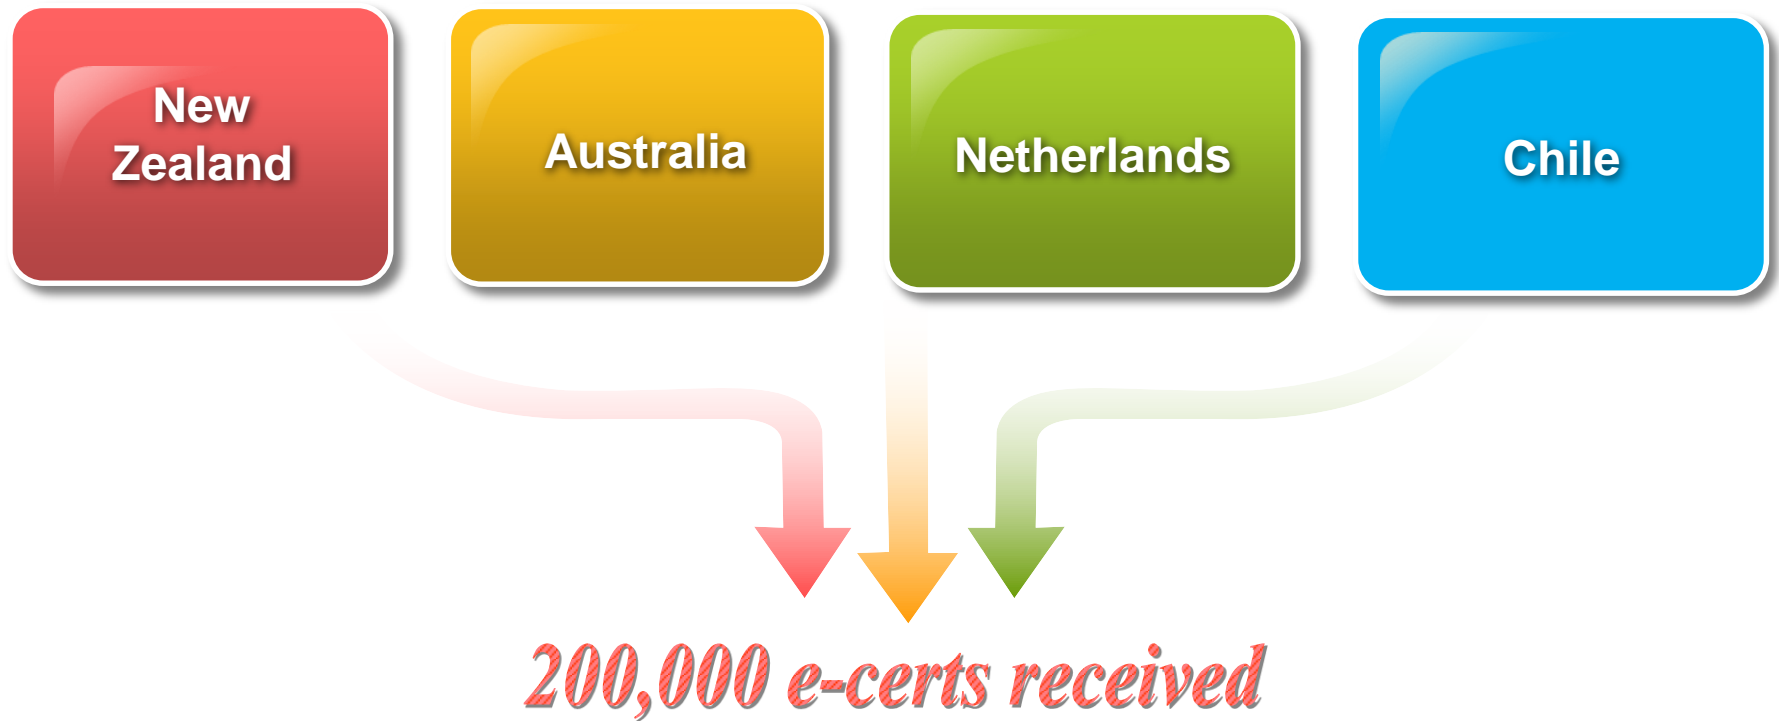 New
Zealand
Australia
Netherlands
Chile
200,000 e-certs received